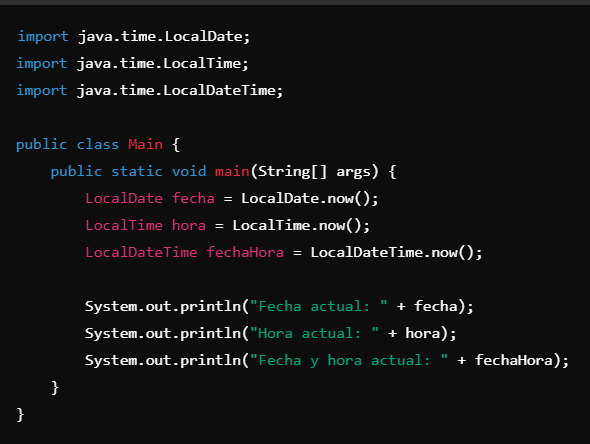 import java.time.LocalDate;
import java.time.LocalTime;
import java.time.LocalDateTime;

public class Main {
    public static void main(String[] args) {
        LocalDate fecha = LocalDate.now();
        LocalTime hora = LocalTime.now();
        LocalDateTime fechaHora = LocalDateTime.now();

        System.out.println("Fecha actual: " + fecha);
        System.out.println("Hora actual: " + hora);
        System.out.println("Fecha y hora actual: " + fechaHora);
    }
}